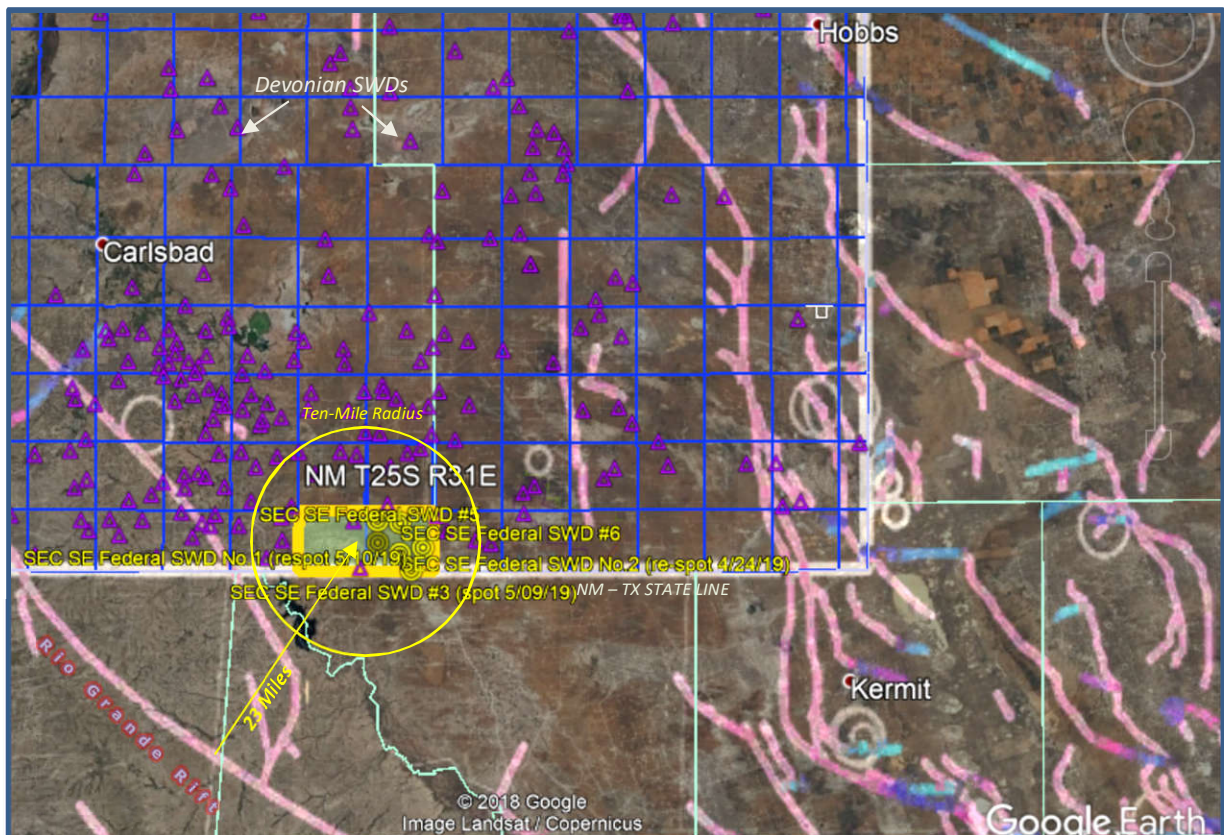 Hobbs
Devonian SWDs
Carlsbad
Ten-Mile Radius
NM T25S R31E
SEC SE Federal SWD #5
SEC SE Federal SWD #6
SEC SE Federal SWD No.1 (respot 5/10/19)
SEC SE Federal SWD No.2 (re-spot 4/24/19)
SEC SE Federal SWD #3 (spot 5/09/19)
NM – TX STATE LINE
23 Miles
Rio Grande Rift
Kermit
© 2018 Google
Image Landsat / Copernicus
Google Earth